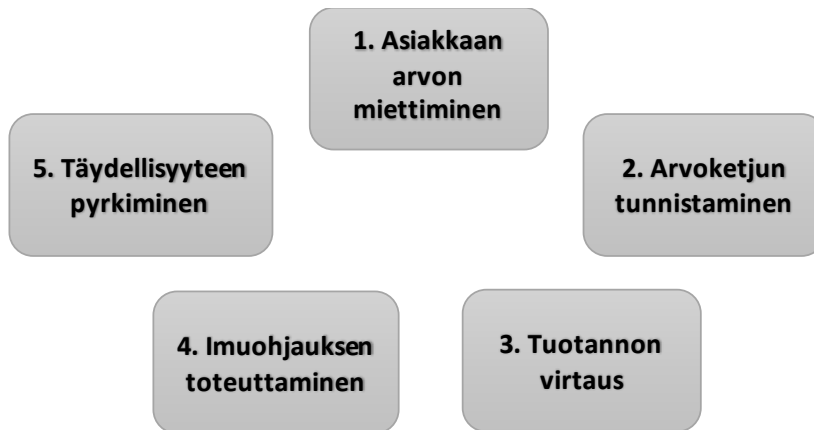 1. Asiakkaan
arvon
miettiminen
2. Arvoketjun
tunnistaminen
3. Tuotannon
virtaus
4. Imuohjauksen
toteuttaminen
5. Täydellisyyteen
pyrkiminen